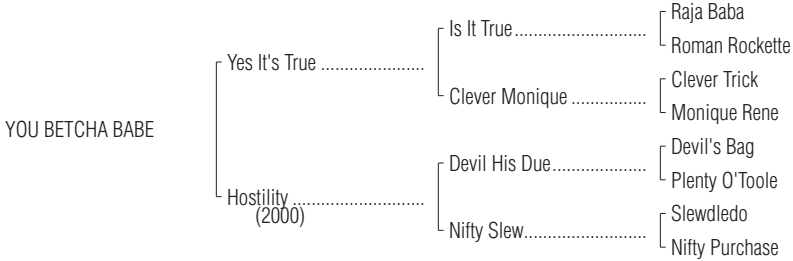 Raja Baba
Is It True............................
Roman Rockette
Yes It's True ......................
Clever Trick
Clever Monique ................
Monique Rene
YOU BETCHA BABE
Devil's Bag
Devil His Due....................
Plenty O'Toole
Hostility ............................
(2000)
Slewdledo
Nifty Slew..........................
Nifty Purchase